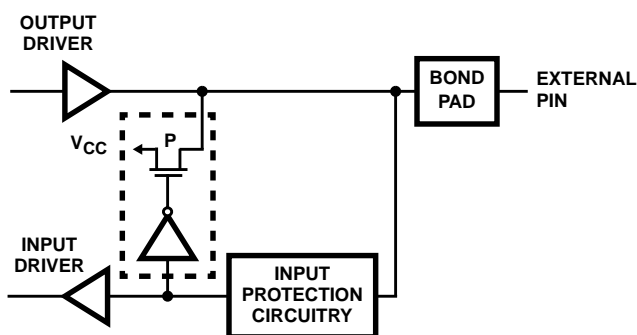 OUTPUT
DRIVER
BOND
PAD
EXTERNAL
PIN
VCC
P
INPUT
DRIVER
INPUT
PROTECTION
CIRCUITRY